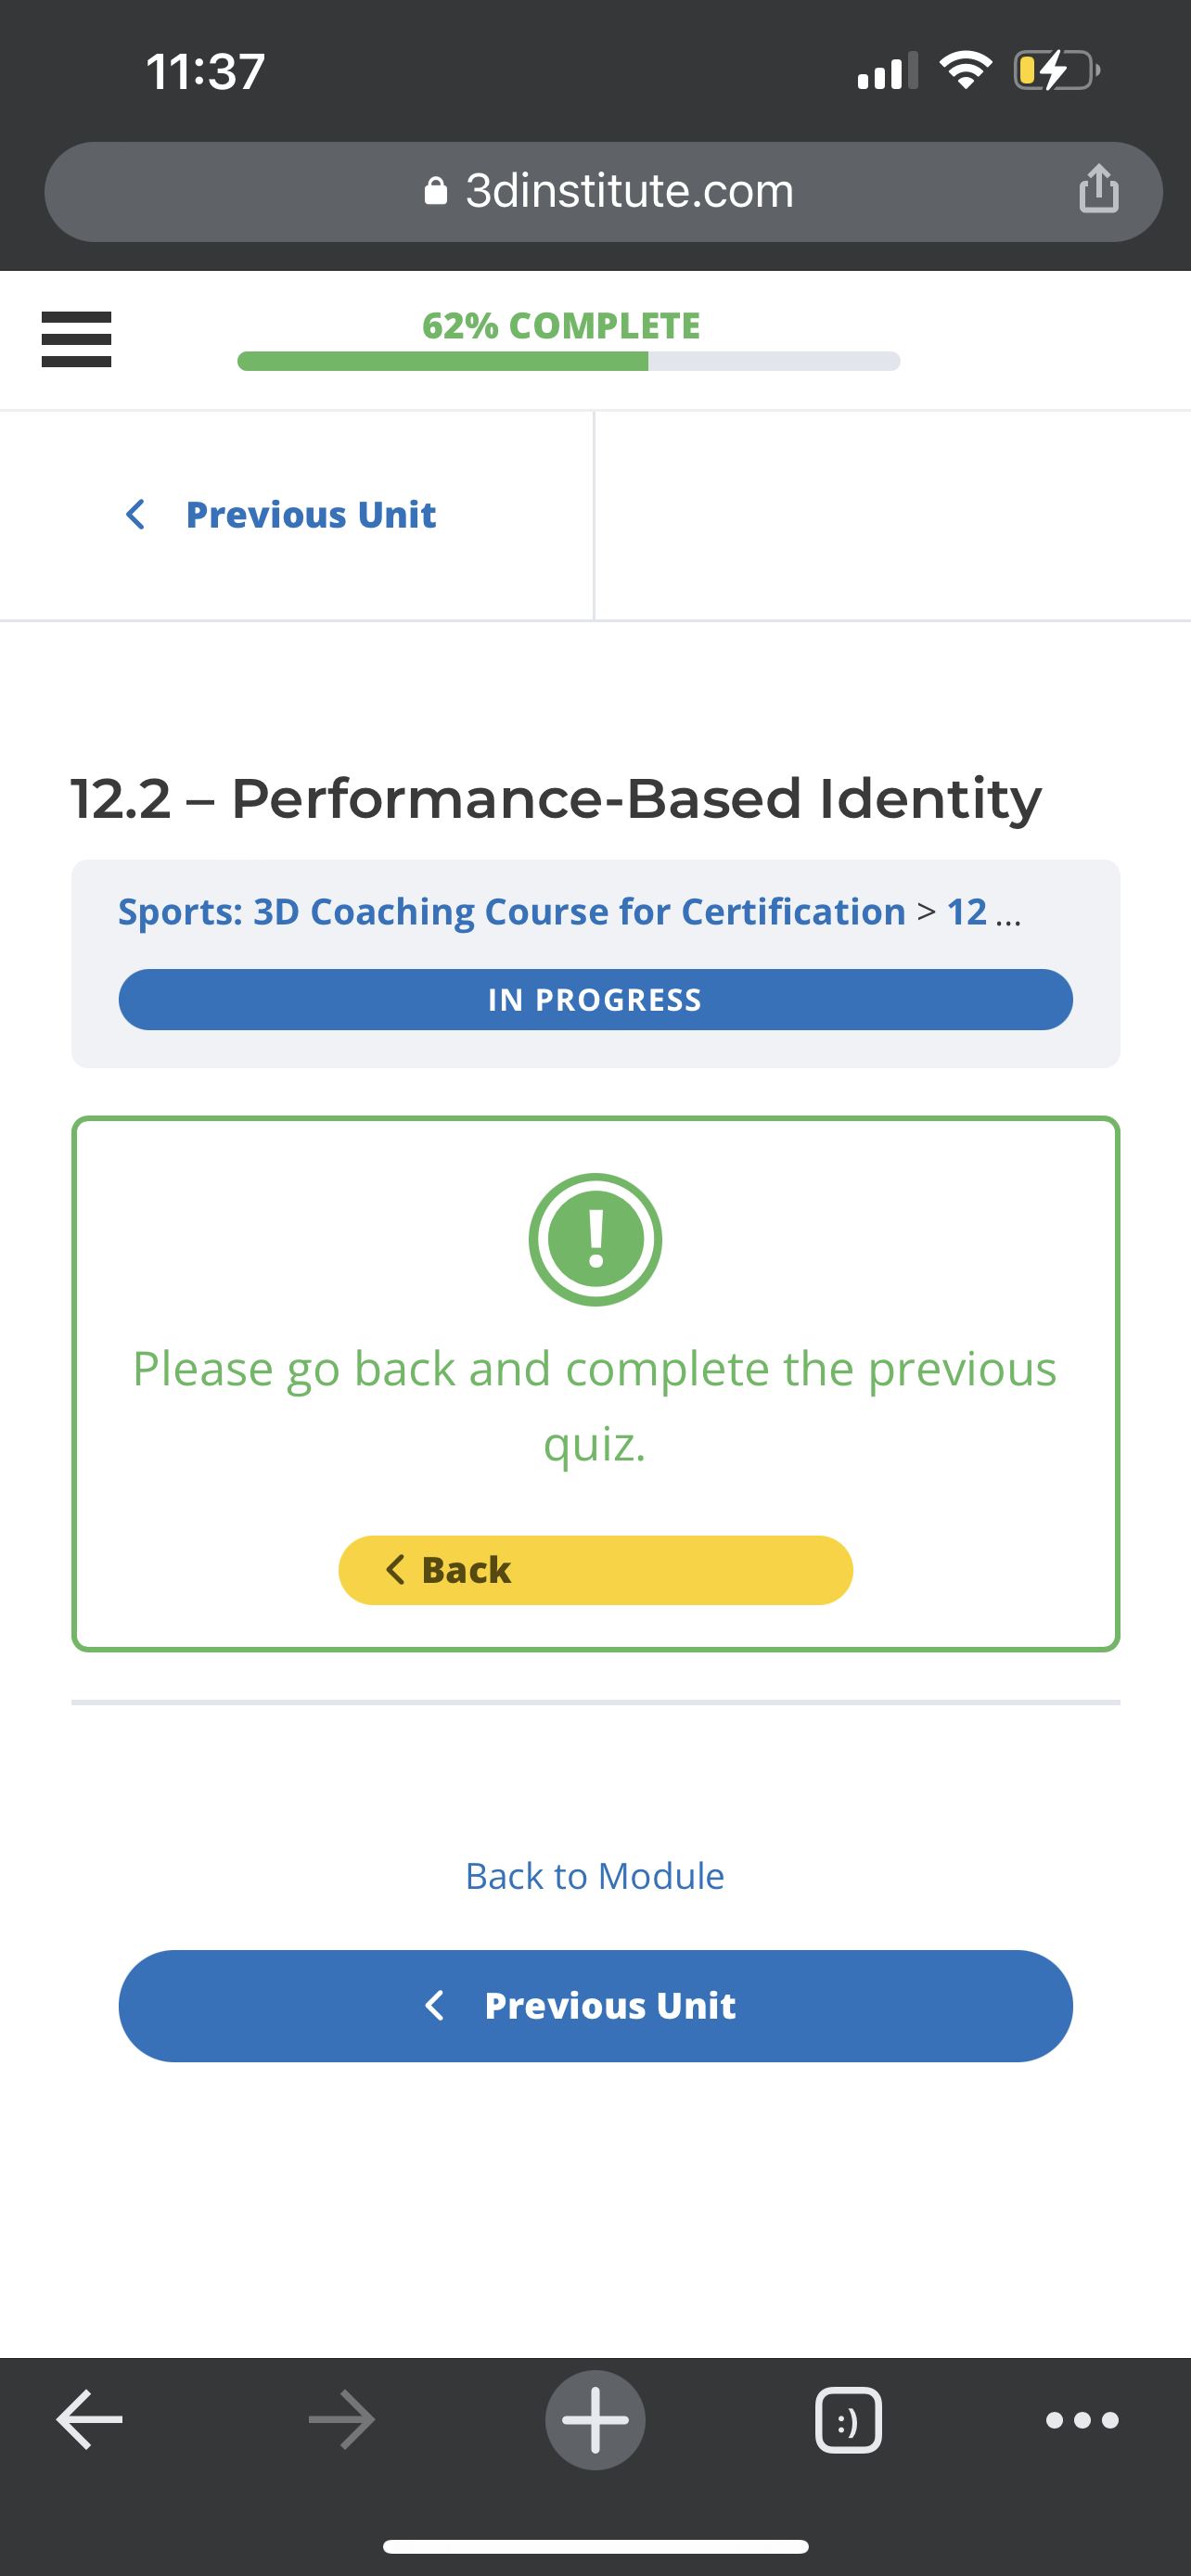 11:37
3dinstitute.com
62% COMPLETE
Previous Unit
12.2 – Performance-Based Identity
Sports: 3D Coaching Course for Certification > 12 ...
IN PROGRESS
!
Please go back and complete the previous
quiz.
Back
Back to Module
Previous Unit
:)